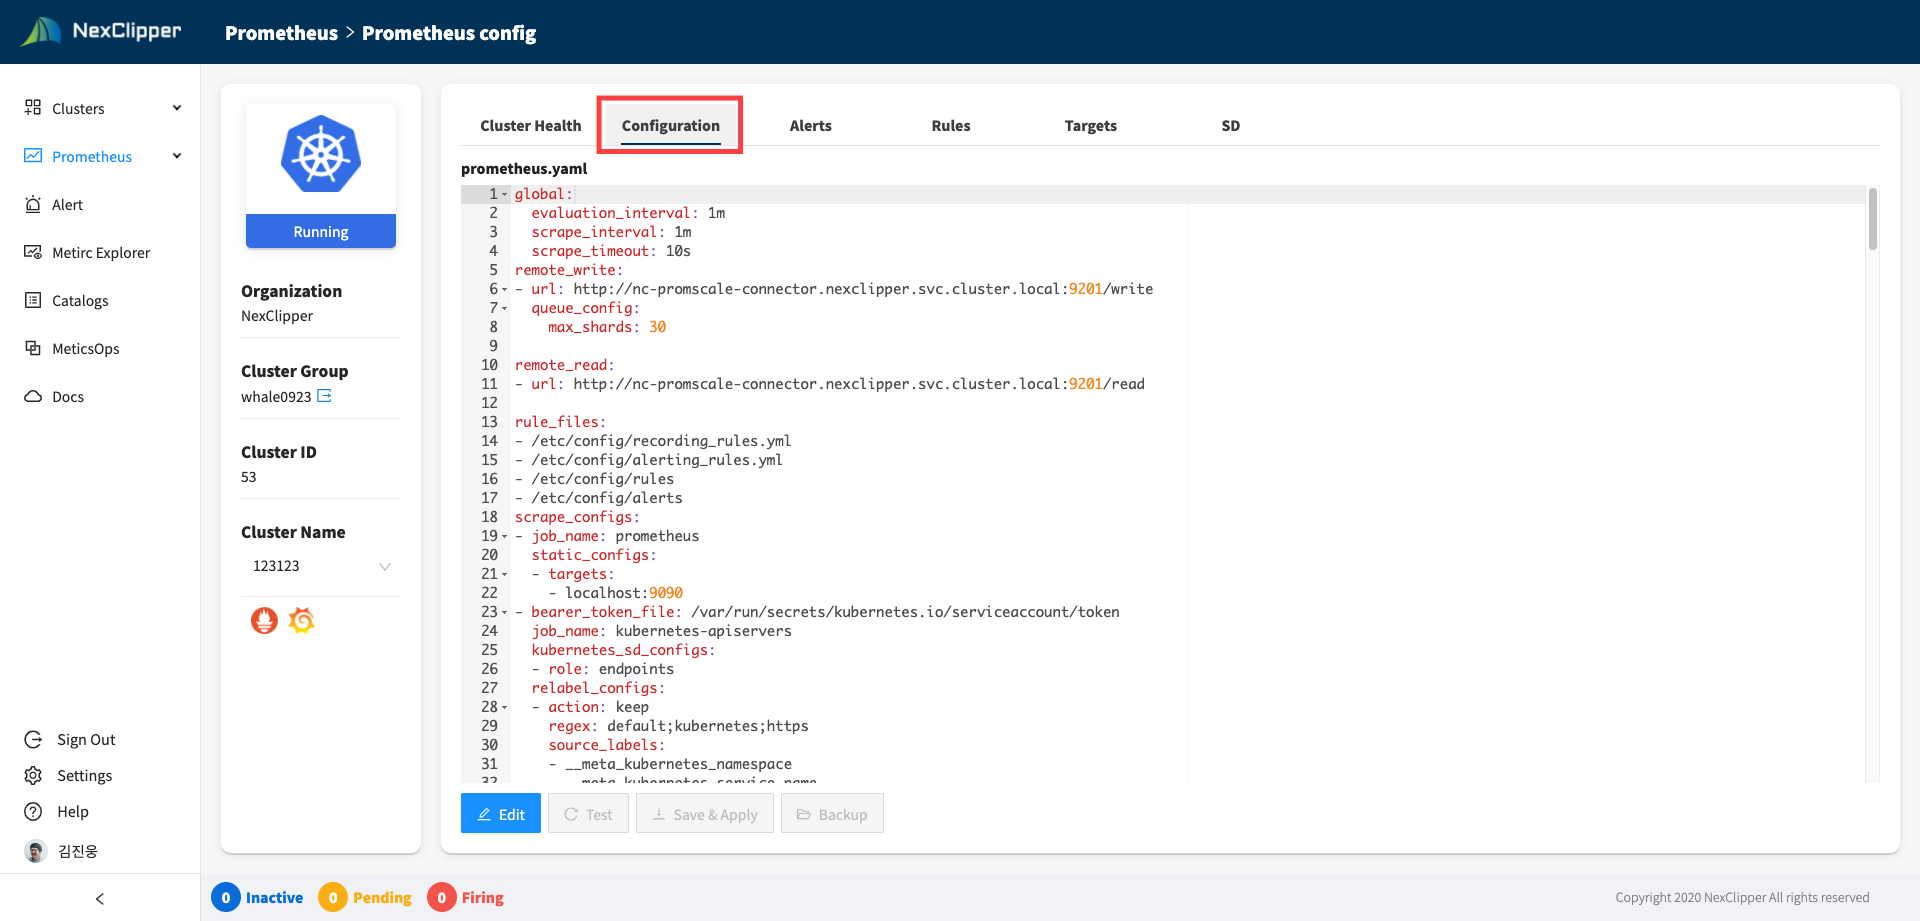 NexClipper
Prometheus > Prometheus config
Clusters
Prometheus
Alert
Metirc Explorer
Catalogs
MeticsOps
Docs
Sign Out
Settings
Help
김진웅
Running
Organization
NexClipper
Cluster Group
whale0923
Cluster ID
53
Cluster Name
123123
Cluster Health
Configuration
Alerts
Rules
Targets
SD
prometheus.yaml
1 global:
2   evaluation_interval: 1m
3   scrape_interval: 1m
4   scrape_timeout: 10s
5 remote_write:
6 - url: http://nc-promscale-connector.nexclipper.svc.cluster.local:9201/write
7   queue_config:
8     max_shards: 30
9
10 remote_read:
11 - url: http://nc-promscale-connector.nexclipper.svc.cluster.local:9201/read
12
13 rule_files:
14 - /etc/config/recording_rules.yml
15 - /etc/config/alerting_rules.yml
16 - /etc/config/rules
17 - /etc/config/alerts
18 scrape_configs:
19 - job_name: prometheus
20   static_configs:
21   - targets:
22     - localhost:9090
23 - bearer_token_file: /var/run/secrets/kubernetes.io/serviceaccount/token
24   job_name: kubernetes-apiservers
25   kubernetes_sd_configs:
26   - role: endpoints
27   relabel_configs:
28   - action: keep
29     regex: default;kubernetes;https
30     source_labels:
31     - __meta_kubernetes_namespace
32     - __meta_kubernetes_service_name
Edit
Test
Save & Apply
Backup
0 Inactive
0 Pending
0 Firing
Copyright 2020 NexClipper All rights reserved